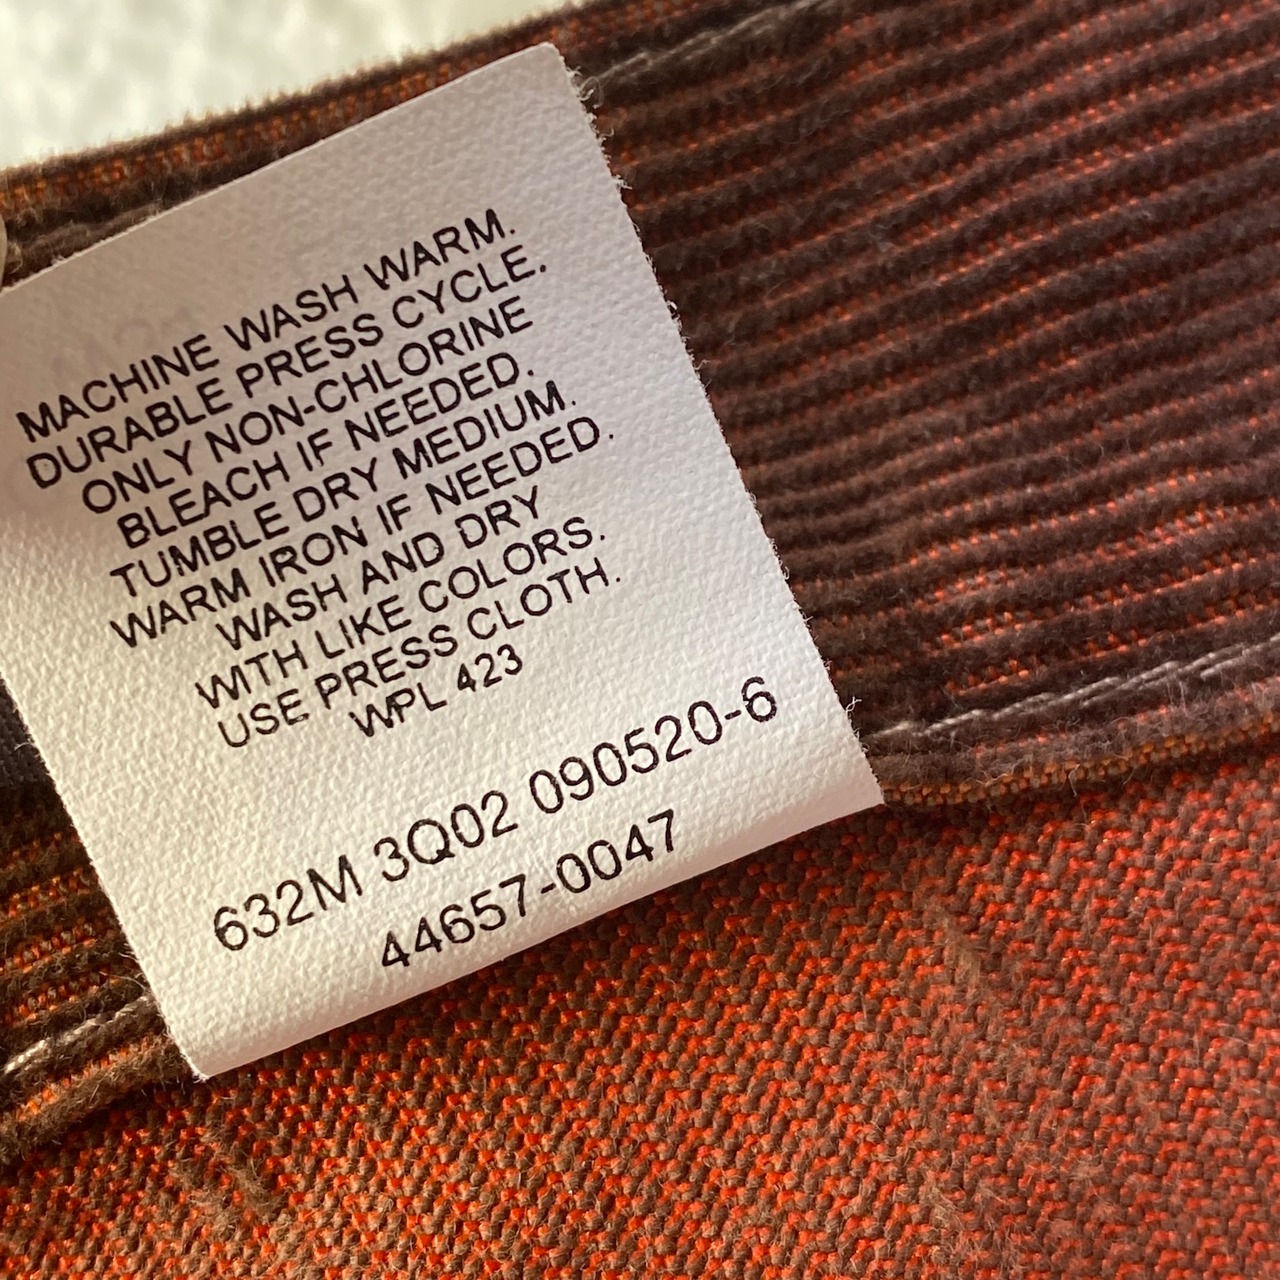 MACHINE WASH WARM.
DURABLE PRESS CYCLE.
ONLY NON-CHLORINE
BLEACH IF NEEDED.
TUMBLE DRY MEDIUM.
WARM IRON IF NEEDED.
WASH AND DRY
WITH LIKE COLORS.
USE PRESS CLOTH.
WPL 423
632M 3Q02 090520-6
44657-0047